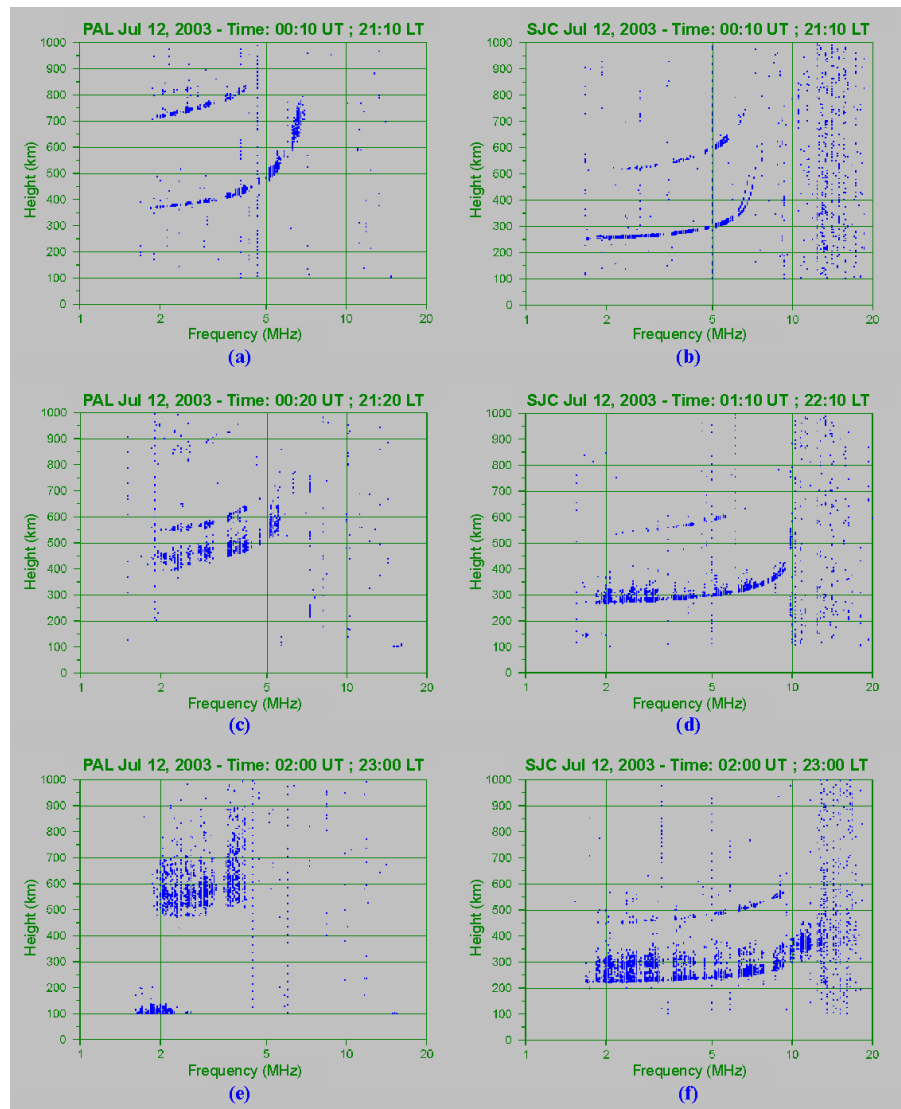 PAL Jul 12, 2003 - Time: 00:10 UT ; 21:10 LT
1000
900
800
700
600
500
400
300
200
100
0
Height (km)
1 2 5 10 20
Frequency (MHz)
(a)
SJC Jul 12, 2003 - Time: 00:10 UT ; 21:10 LT
1000
900
800
700
600
500
400
300
200
100
0
Height (km)
1 2 5 10 20
Frequency (MHz)
(b)
PAL Jul 12, 2003 - Time: 00:20 UT ; 21:20 LT
1000
900
800
700
600
500
400
300
200
100
0
Height (km)
1 2 5 10 20
Frequency (MHz)
(c)
SJC Jul 12, 2003 - Time: 01:10 UT ; 22:10 LT
1000
900
800
700
600
500
400
300
200
100
0
Height (km)
1 2 5 10 20
Frequency (MHz)
(d)
PAL Jul 12, 2003 - Time: 02:00 UT ; 23:00 LT
1000
900
800
700
600
500
400
300
200
100
0
Height (km)
1 2 5 10 20
Frequency (MHz)
(e)
SJC Jul 12, 2003 - Time: 02:00 UT ; 23:00 LT
1000
900
800
700
600
500
400
300
200
100
0
Height (km)
1 2 5 10 20
Frequency (MHz)
(f)